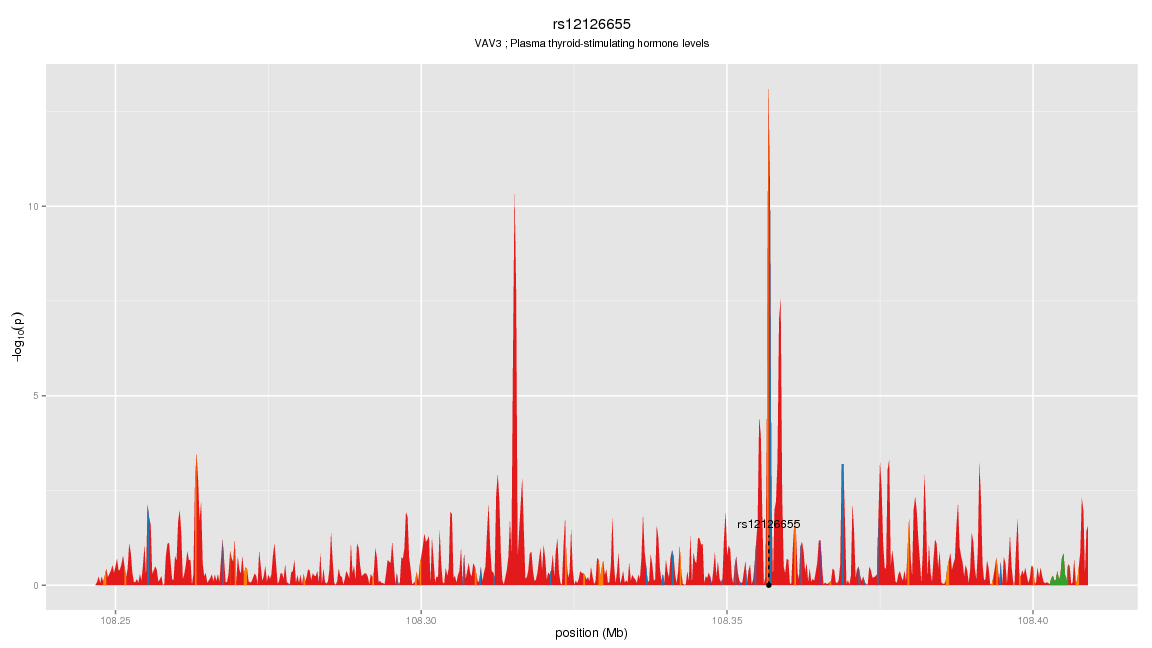 rs12126655
VAV3 ; Plasma thyroid-stimulating hormone levels
−log10(p)
10
5
0
rs12126655
108.25
108.30
108.35
108.40
position (Mb)